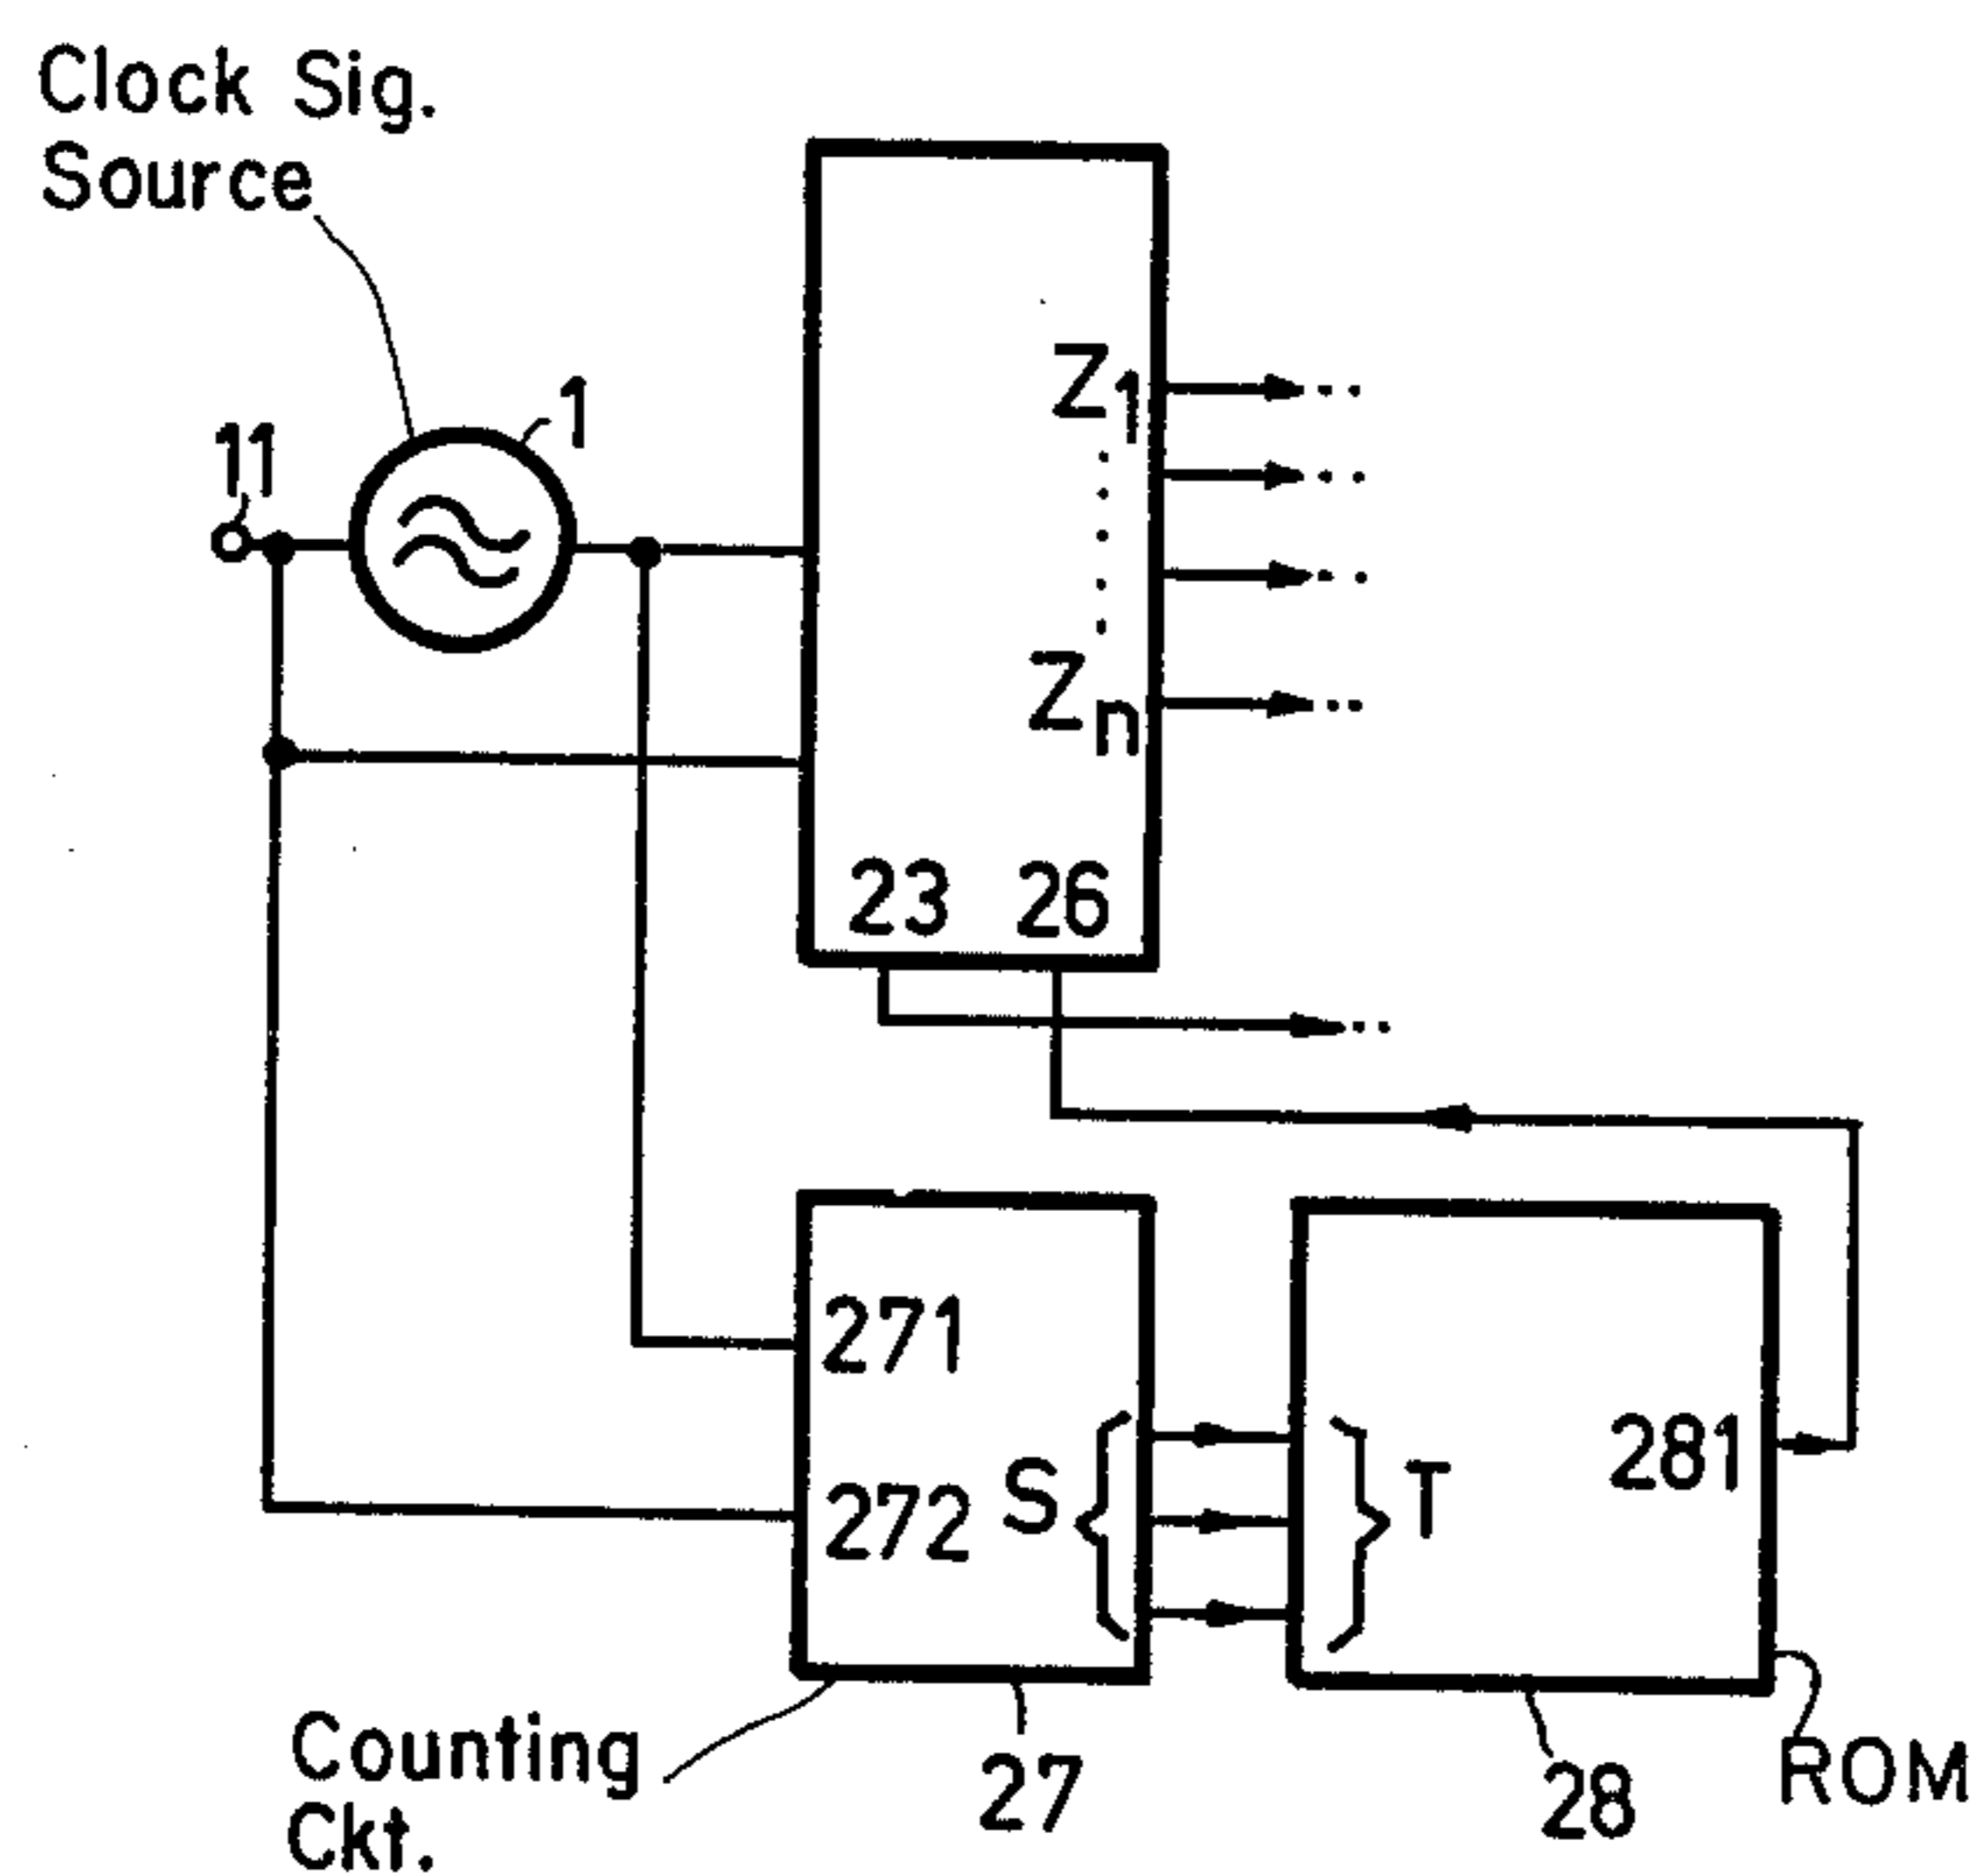 Clock Sig.
Source
1
11
Z1
Zn
23 26
271
272
S
T
281
Counting
Ckt.
27
28
ROM